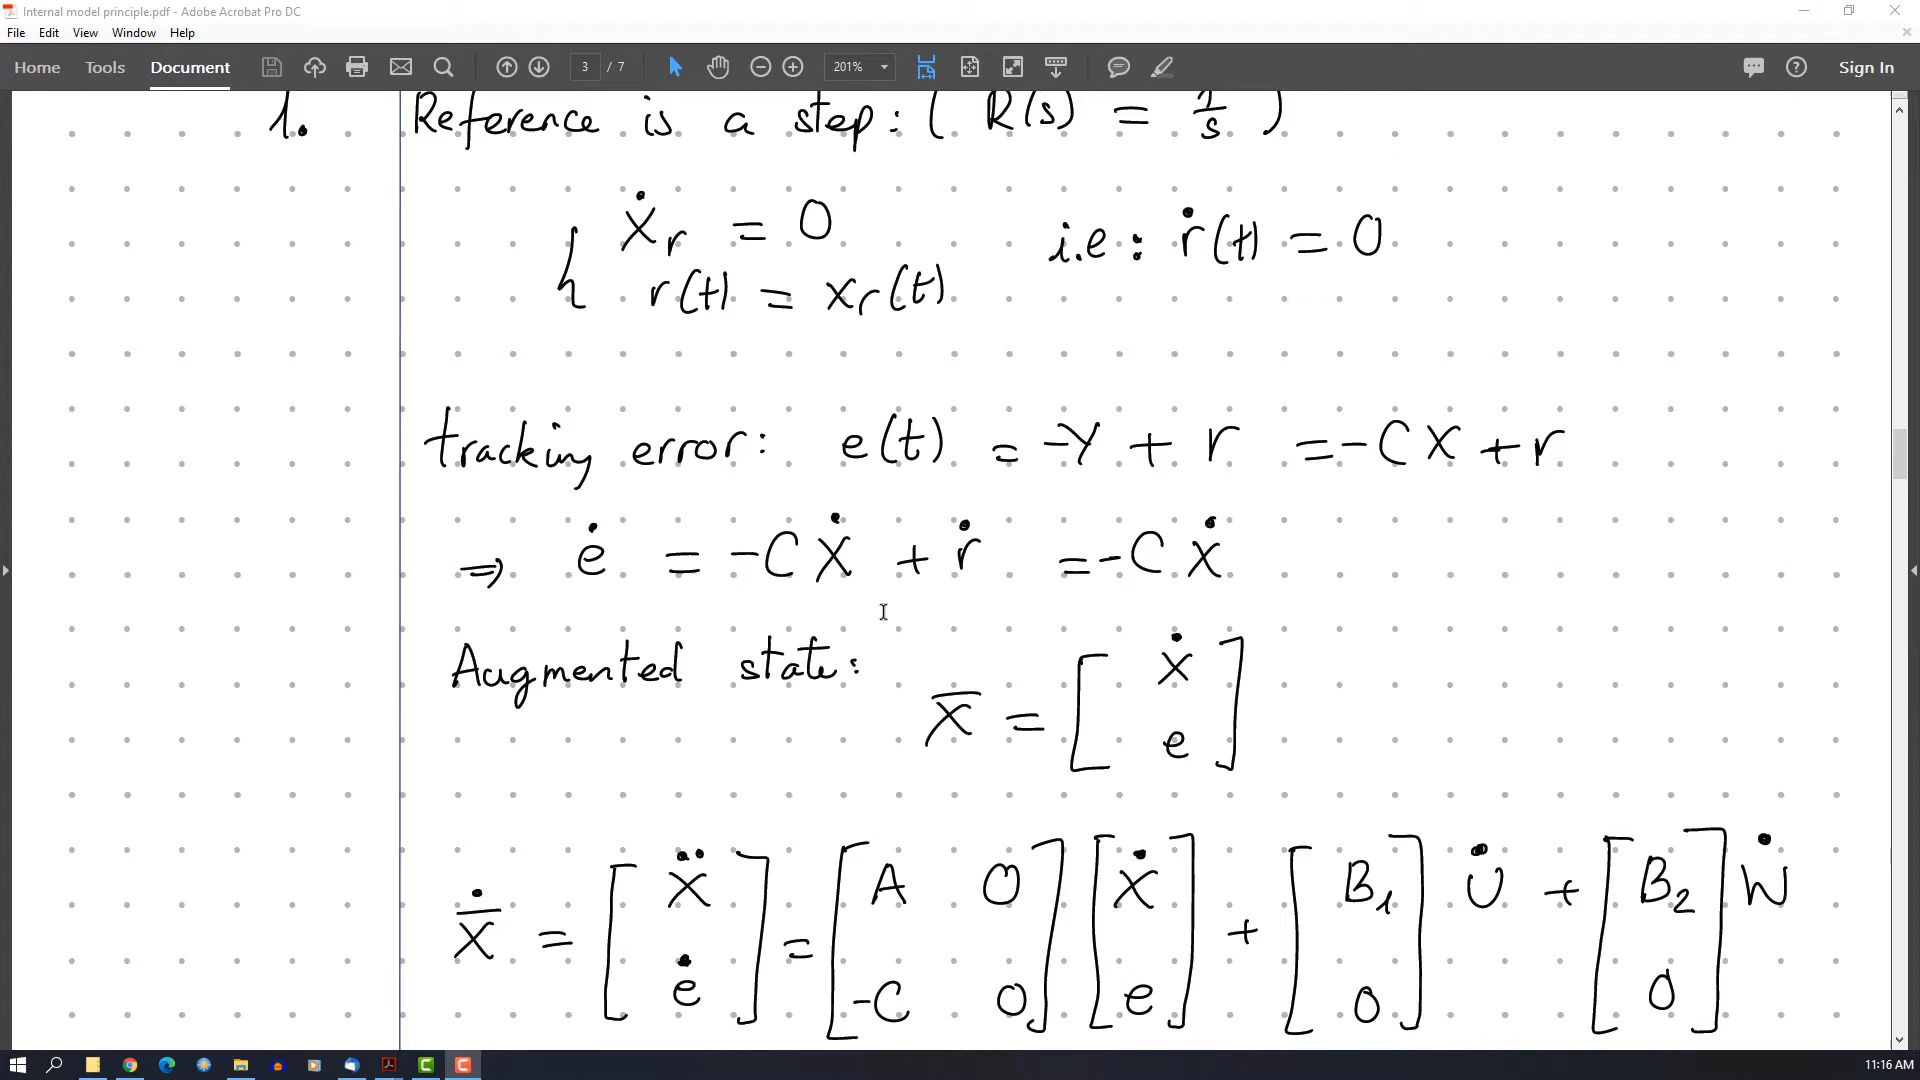 Internal model principle.pdf - Adobe Acrobat Pro DC
File Edit View Window Help
Home Tools Document 3 / 7 201% Sign In
1. Reference is a step: ( R(s) = 1/s )
{ ẋr = 0 i.e : ṙ(t) = 0
r(t) = xr(t)
tracking error: e(t) = -Y + r = -CX + r
⇒ ė = -CẊ + ṙ = -CẊ
Augmented state:
X̄ = [ Ẋ
e ]
Ẋ̄ = [ Ẍ ; ė ] = [ A 0 ; -C 0 ] [ Ẋ ; e ] + [ B1 ; 0 ] U̇ + [ B2 ; 0 ] Ẇ
11:16 AM